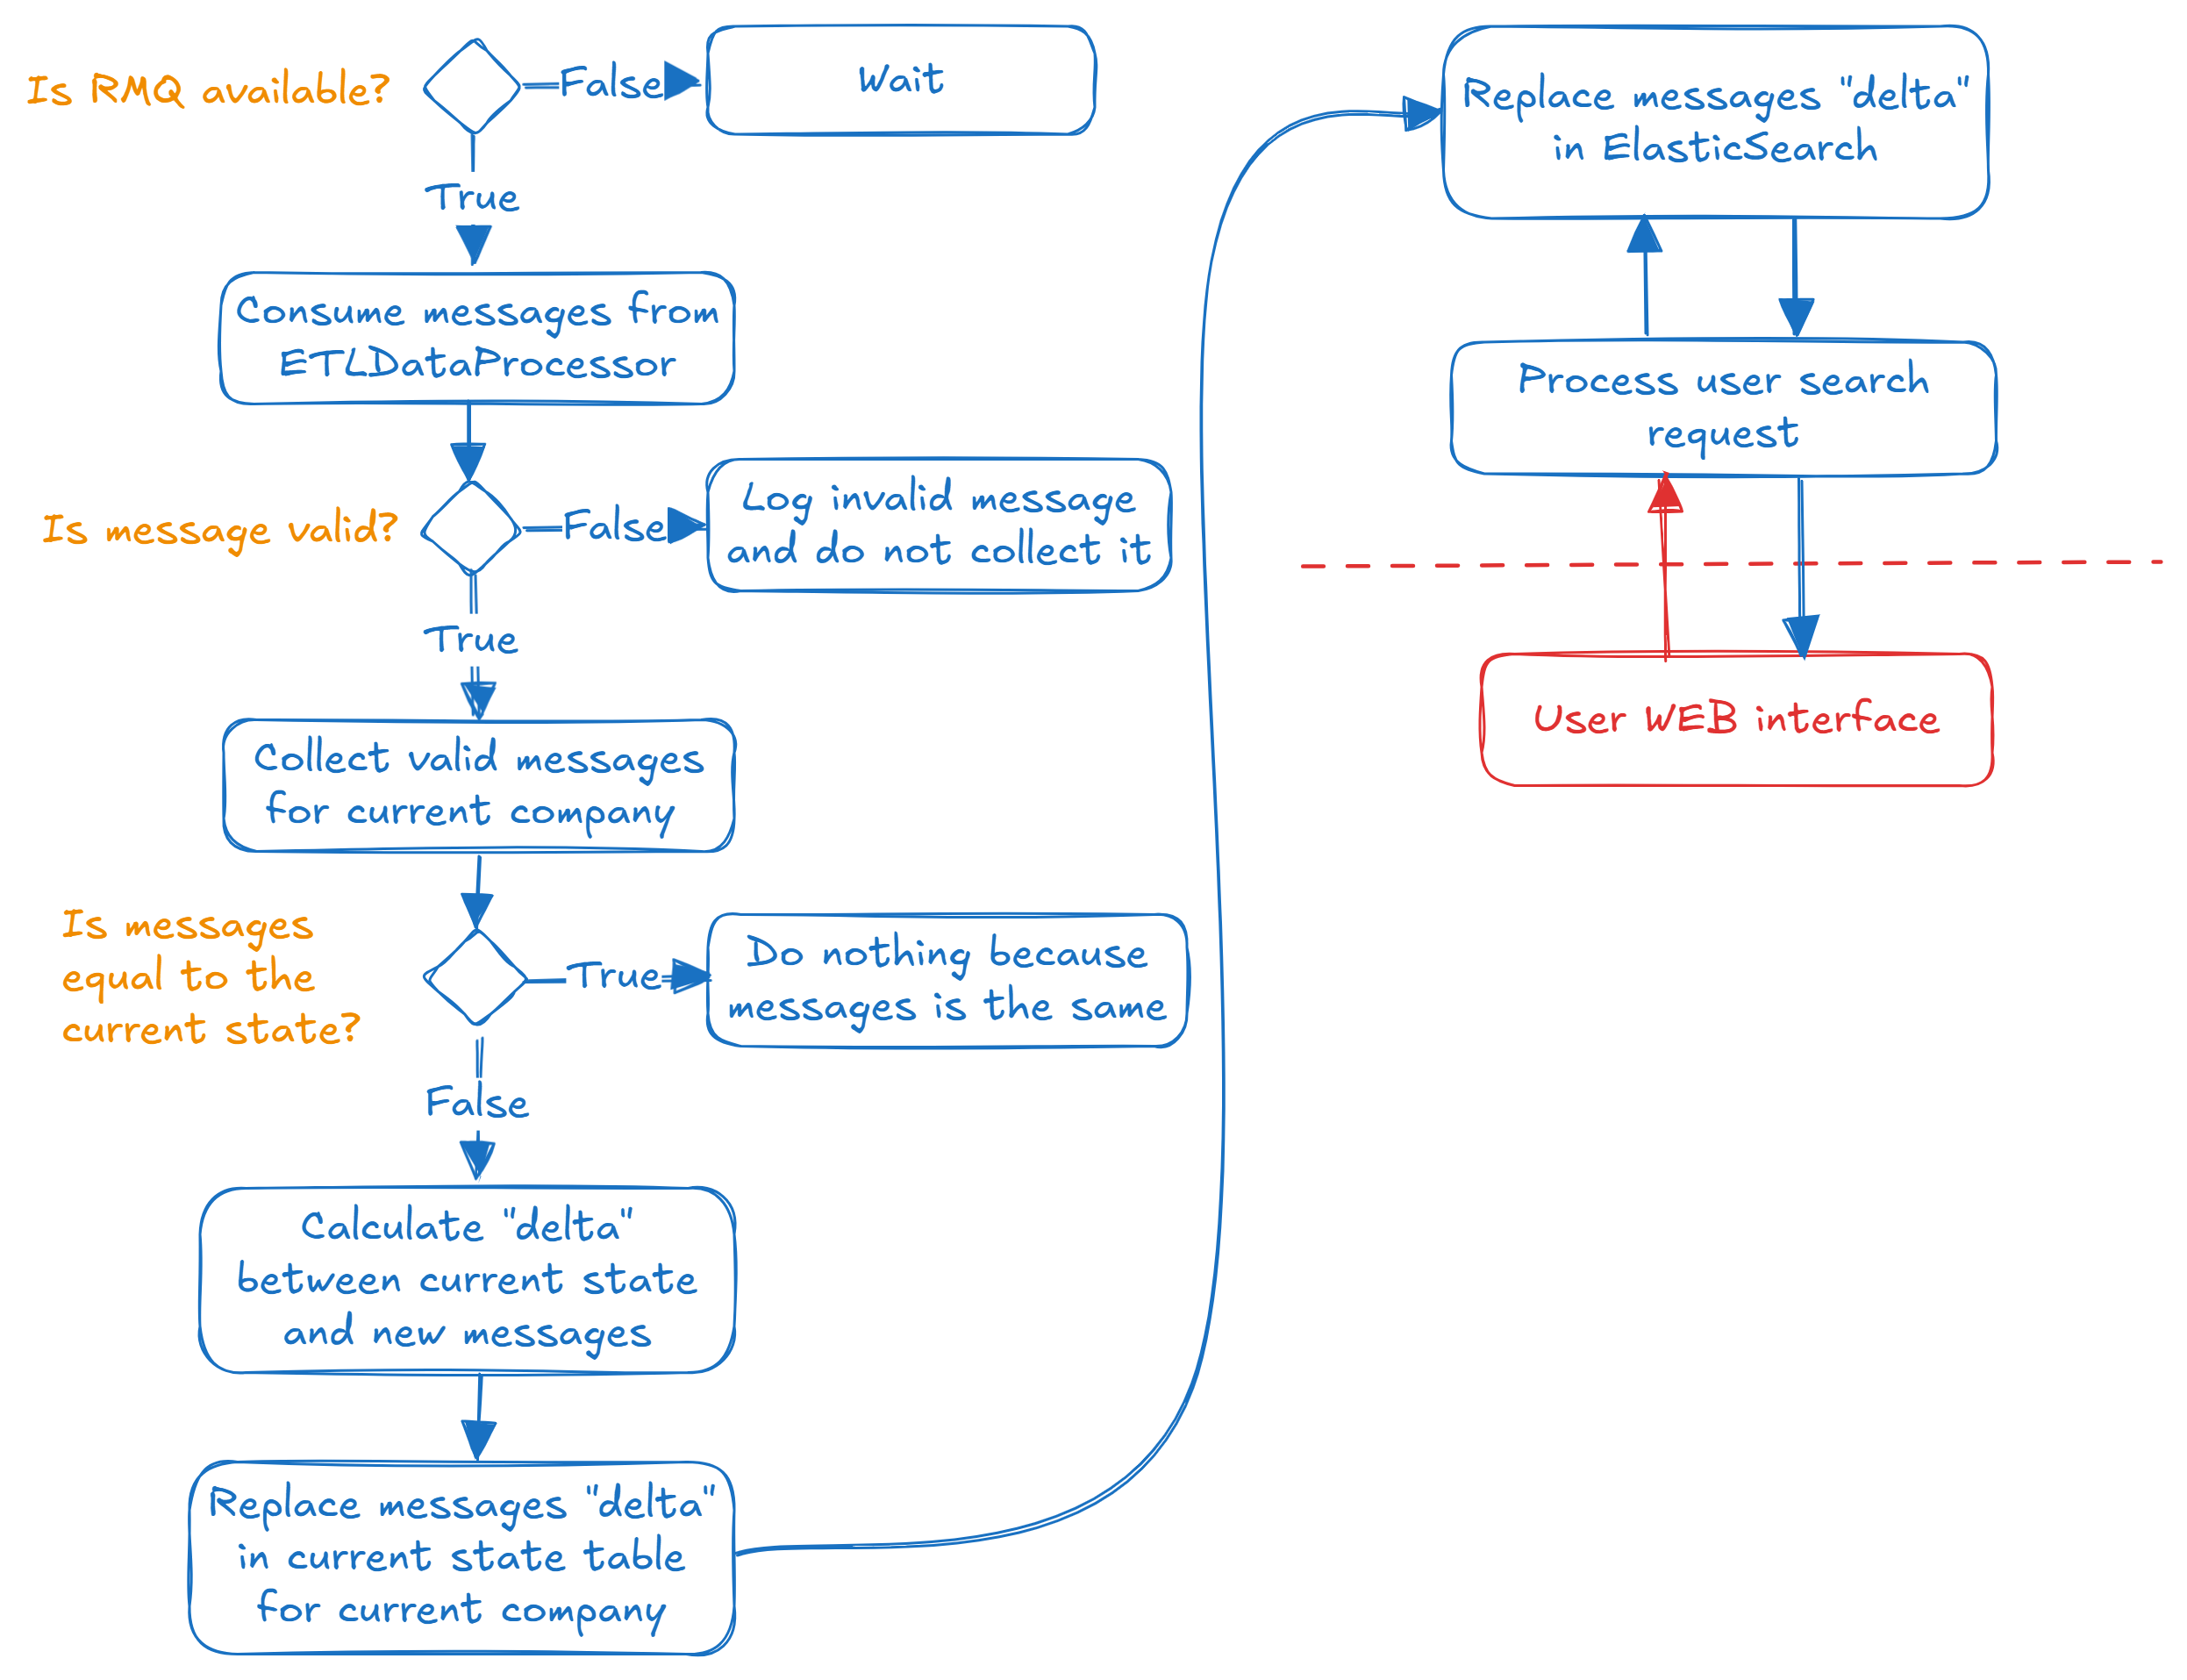 Is RMQ available?
False
Wait
True
Consume messages from
ETLDataProcessor
Is message valid?
False
Log invalid message
and do not collect it
True
Collect valid messages
for current company
Is messages
equal to the
current state?
True
Do nothing because
messages is the same
False
Calculate "delta"
between current state
and new messages
Replace messages "delta"
in current state table
for current company
Replace messages "delta"
in ElasticSearch
Process user search
request
User WEB interface